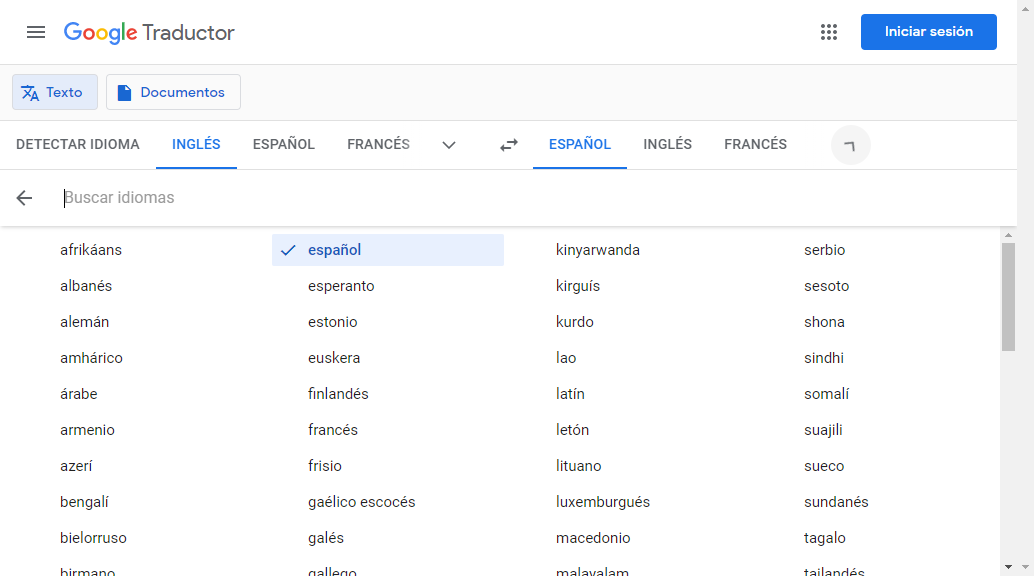 Google Traductor
Iniciar sesión
Texto
Documentos
DETECTAR IDIOMA
INGLÉS
ESPAÑOL
FRANCÉS
ESPAÑOL
INGLÉS
FRANCÉS
Buscar idiomas
afrikáans
albanés
alemán
amhárico
árabe
armenio
azerí
bengalí
bielorruso
birmano
español
esperanto
estonio
euskera
finlandés
francés
frisio
gaélico escocés
galés
gallego
kinyarwanda
kirguís
kurdo
lao
latín
letón
lituano
luxemburgués
macedonio
malayalam
serbio
sesoto
shona
sindhi
somalí
suajili
sueco
sundanés
tagalo
tailandés